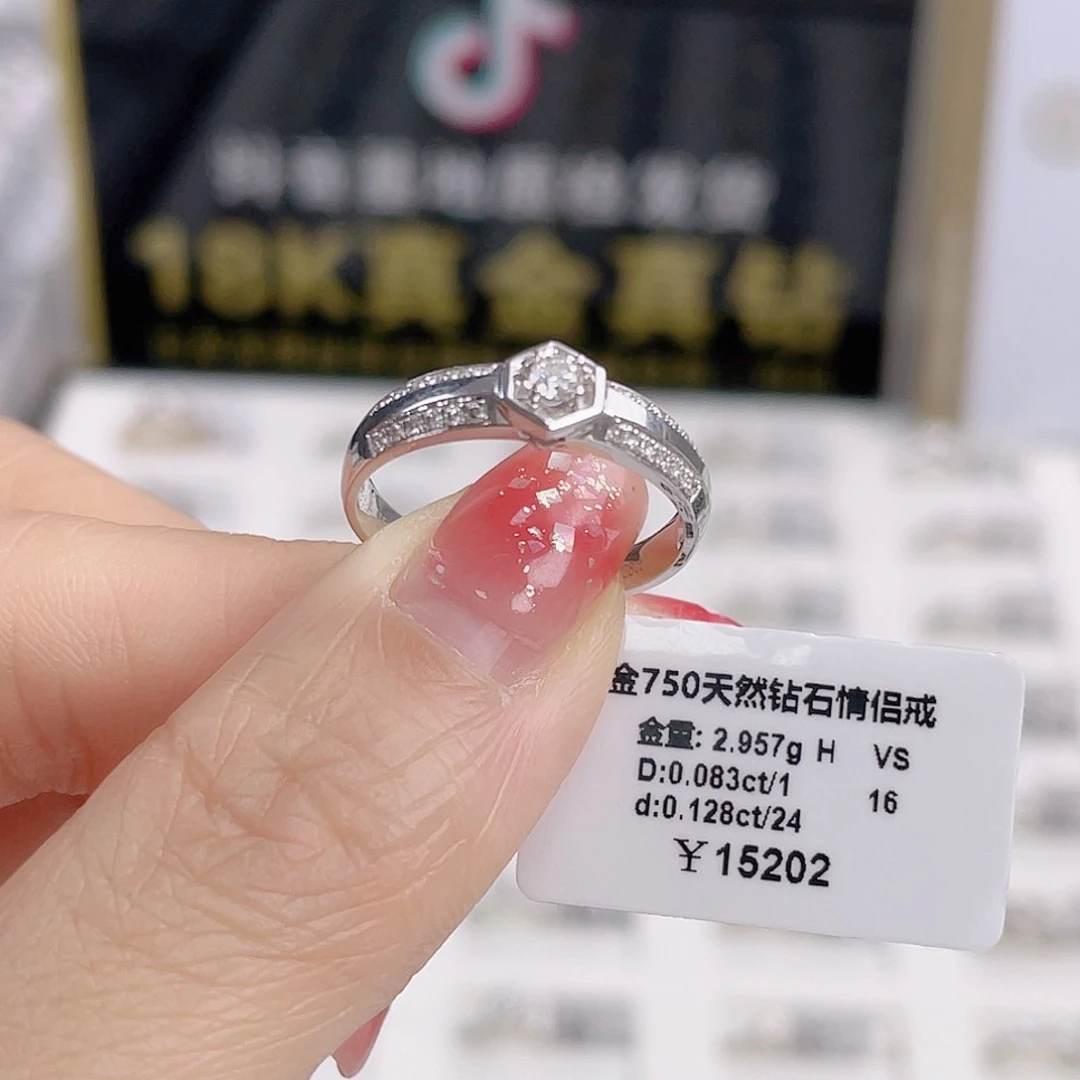 18K真金真钻
金750天然钻石情侣戒
金重: 2.957g H VS
D:0.083ct/1 16
d:0.128ct/24
¥15202